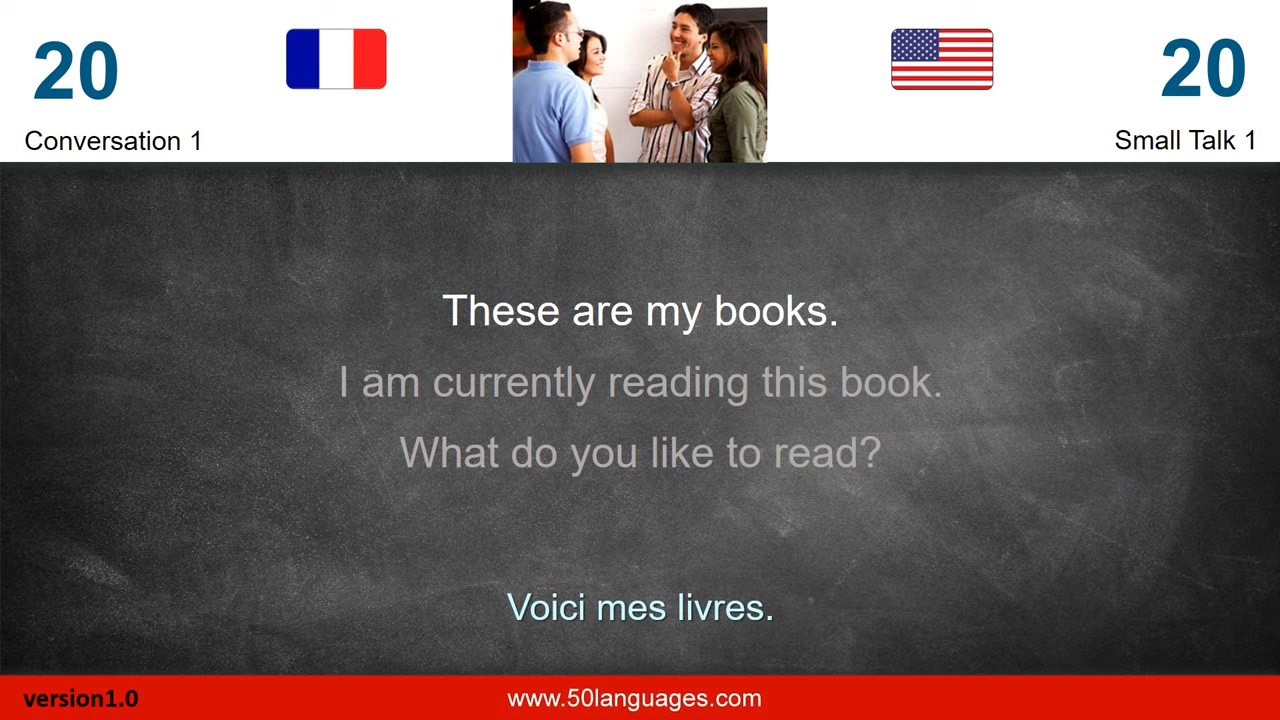 20
20
Conversation 1
Small Talk 1
These are my books.
I am currently reading this book.
What do you like to read?
Voici mes livres.
version1.0
www.50languages.com